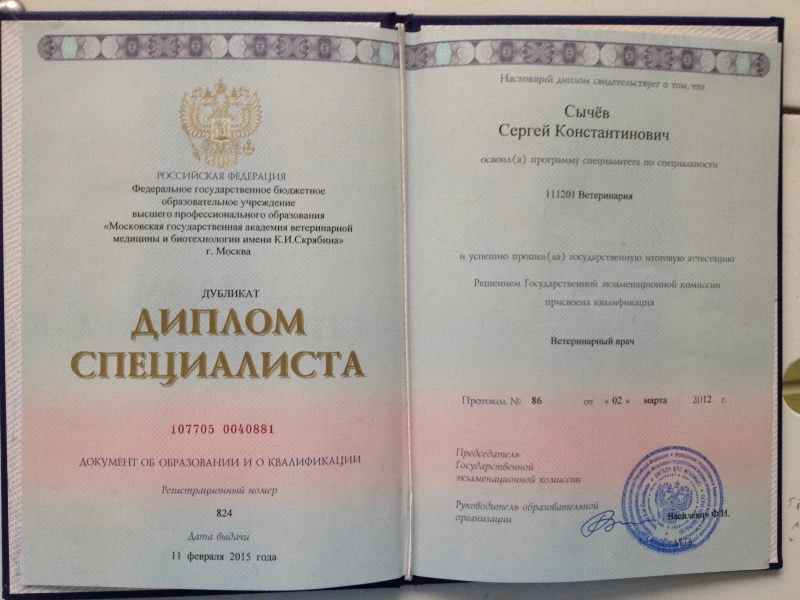 РОССИЙСКАЯ ФЕДЕРАЦИЯ
Федеральное государственное бюджетное
образовательное учреждение
высшего профессионального образования
«Московская государственная академия ветеринарной
медицины и биотехнологии имени К.И.Скрябина»
г. Москва
ДУБЛИКАТ
ДИПЛОМ
СПЕЦИАЛИСТА
107705 0040881
ДОКУМЕНТ ОБ ОБРАЗОВАНИИ И О КВАЛИФИКАЦИИ
Регистрационный номер
824
Дата выдачи
11 февраля 2015 года
Настоящий диплом свидетельствует о том, что
Сычёв
Сергей Константинович
освоил(а) программу специалитета по специальности
111201 Ветеринария
и успешно прошел(ла) государственную итоговую аттестацию
Решением Государственной экзаменационной комиссии
присвоена квалификация
Ветеринарный врач
Протокол № 86 от «02» марта 2012 г.
Председатель
Государственной
экзаменационной комиссии
Руководитель образовательной
организации
Василевич Ф.И.
М.П.